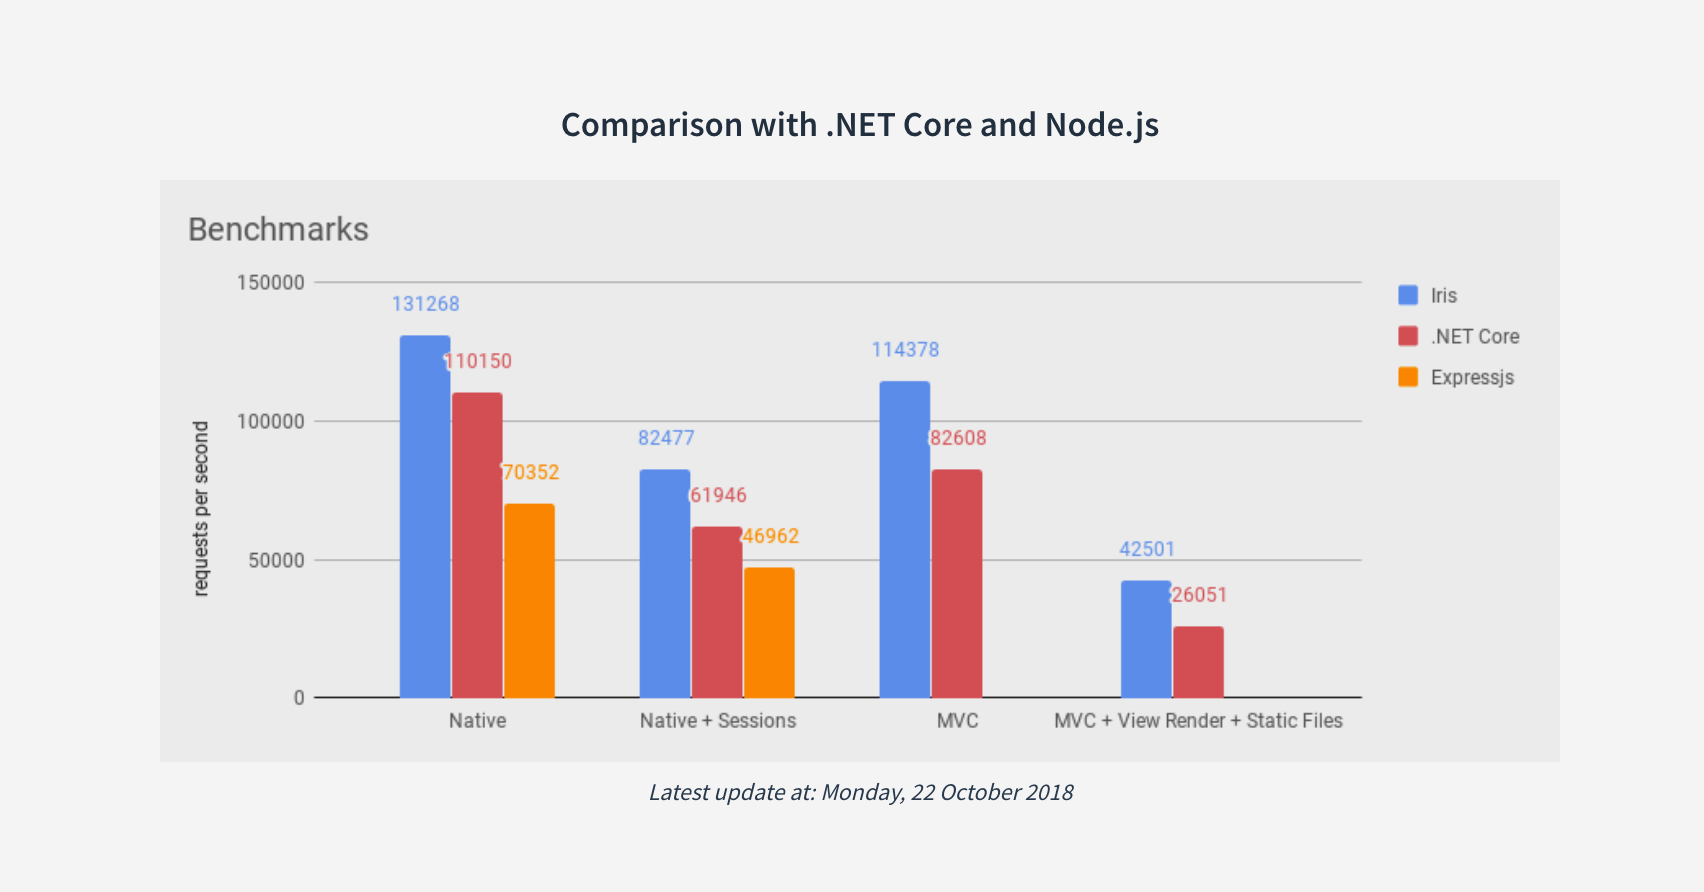 Comparison with .NET Core and Node.js
Benchmarks
150000
100000
50000
0
requests per second
131268
110150
70352
82477
61946
46962
114378
82608
42501
26051
Native
Native + Sessions
MVC
MVC + View Render + Static Files
Iris
.NET Core
Expressjs
Latest update at: Monday, 22 October 2018